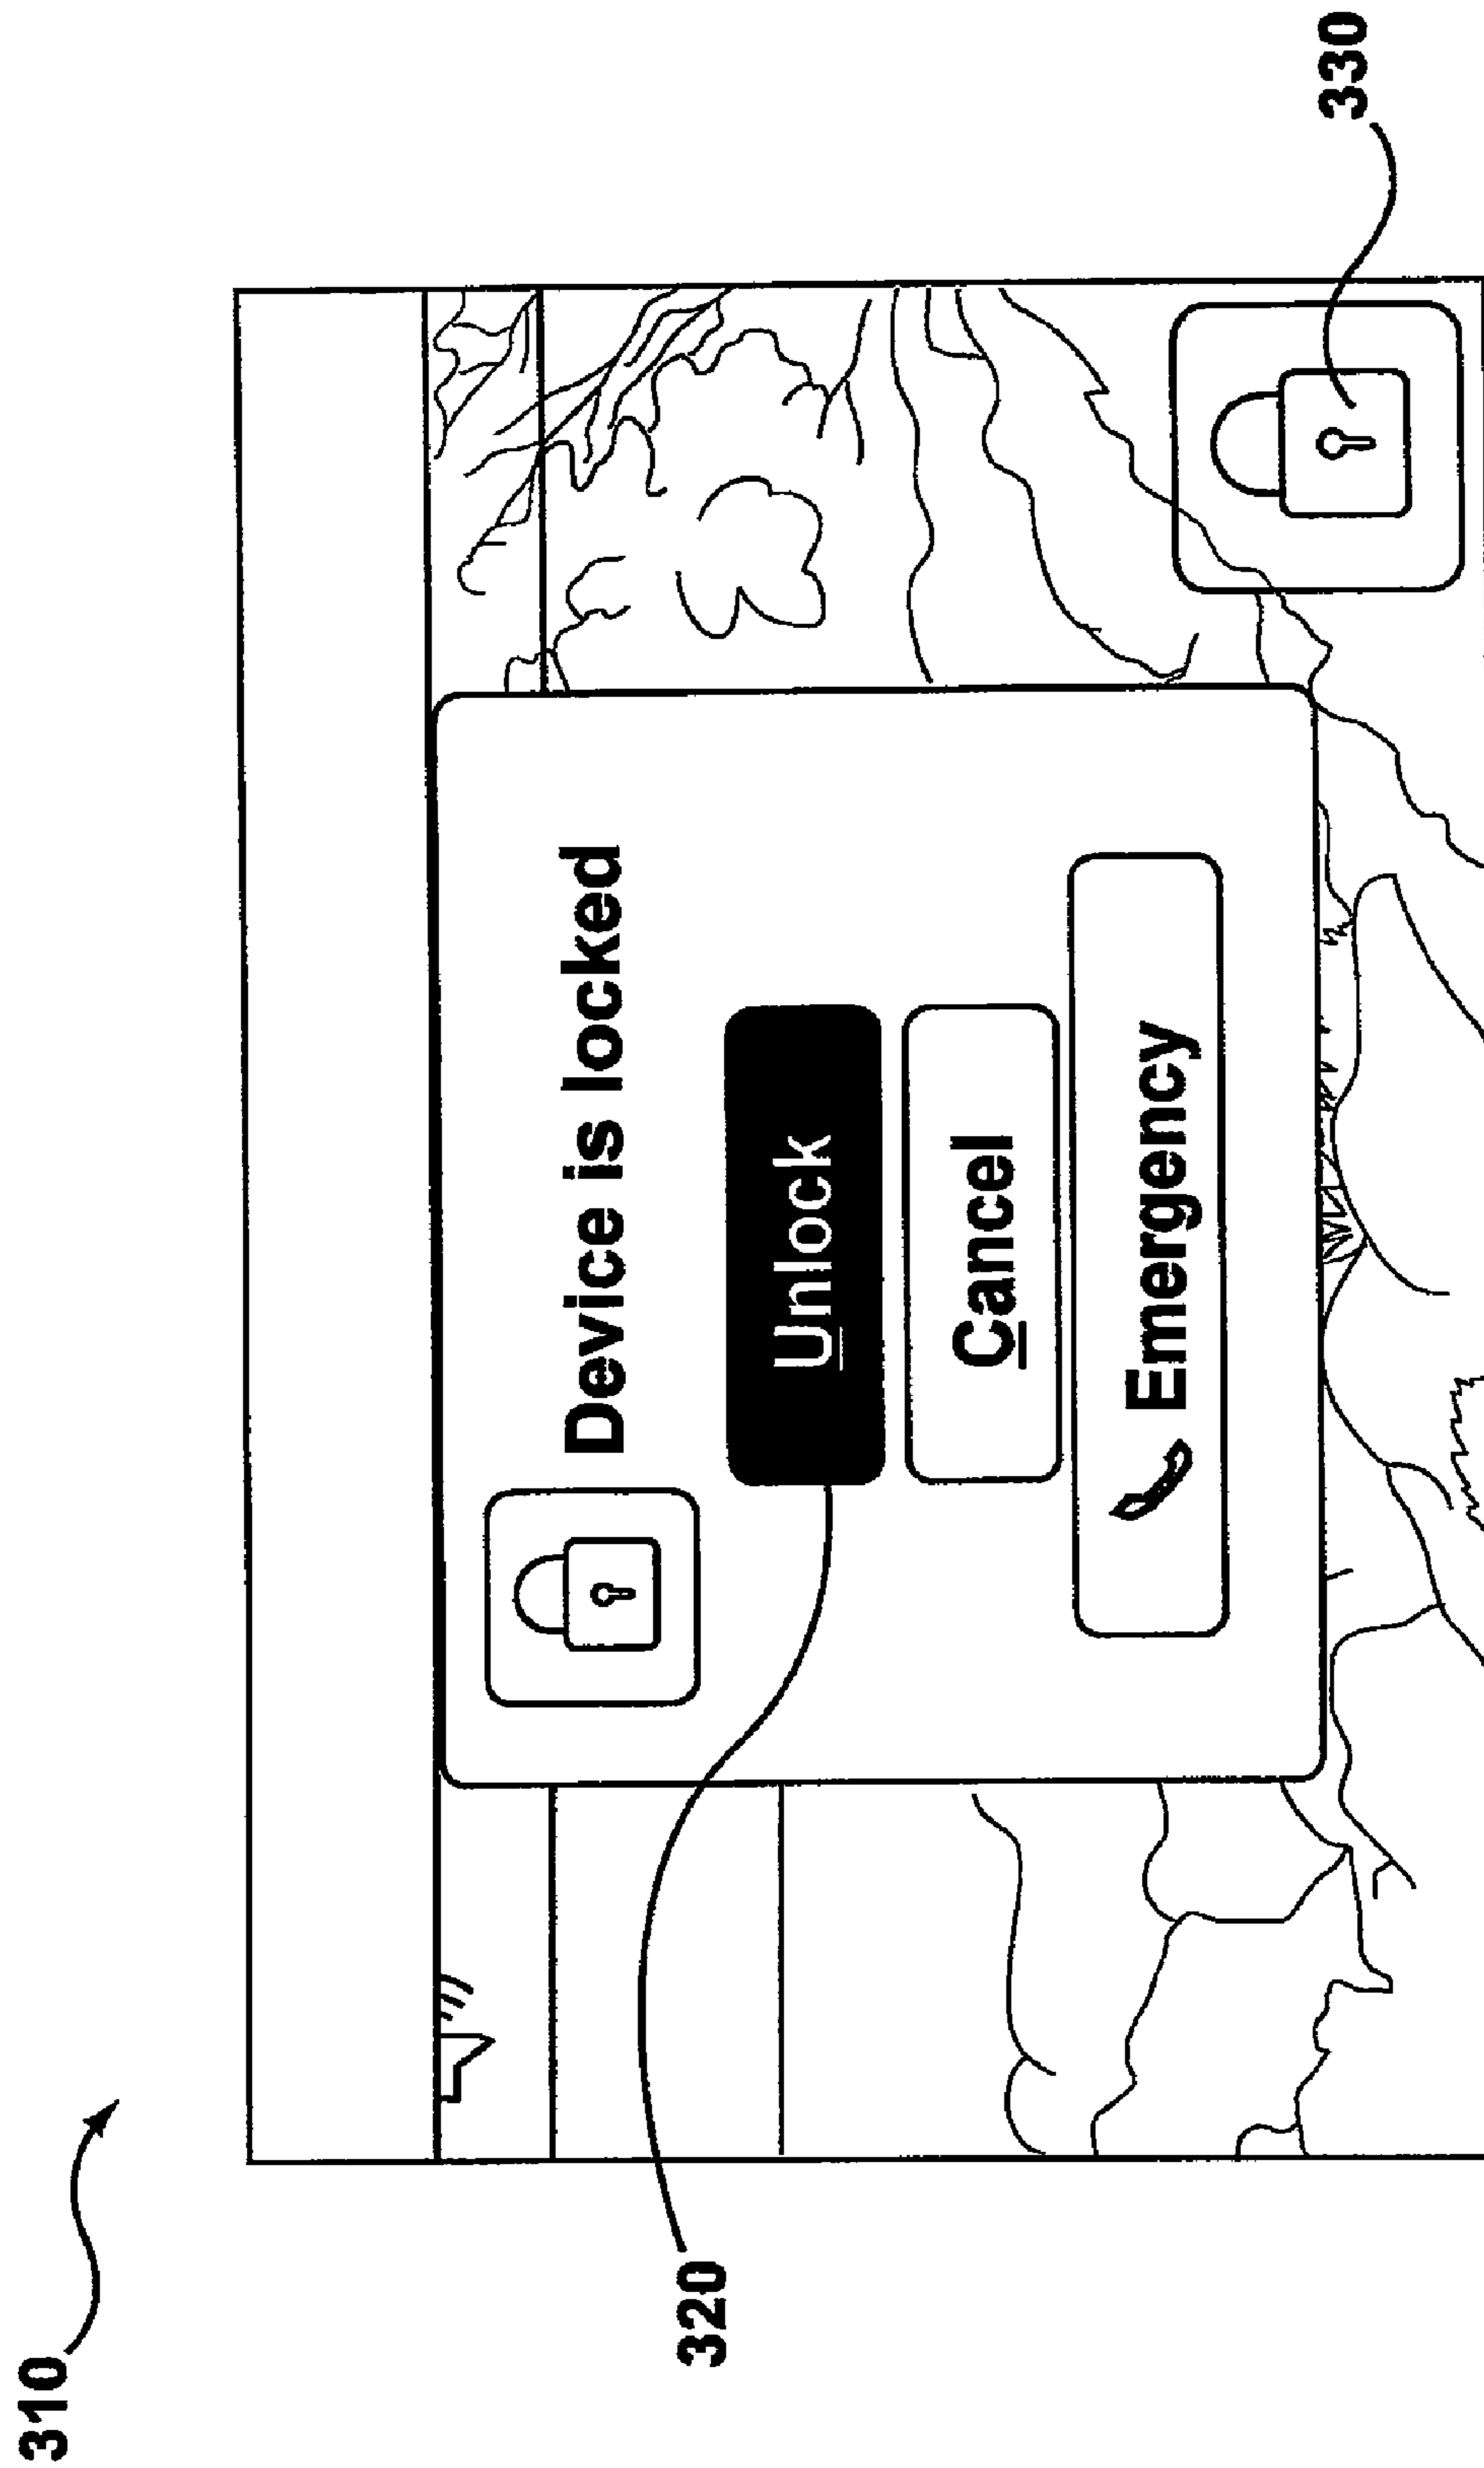 310
330
Device is locked
Unlock
Cancel
Emergency
320